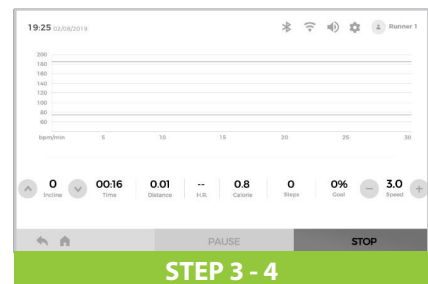 19:25 02/08/2019 Runner 1
200
180
160
140
120
100
80
60
bpm/min 5 10 15 20 25 30
0 00:16 0.01 -- 0.8 0 0% 3.0
Incline Time Distance H.R. Calorie Steps Goal Speed
PAUSE STOP
STEP 3 - 4